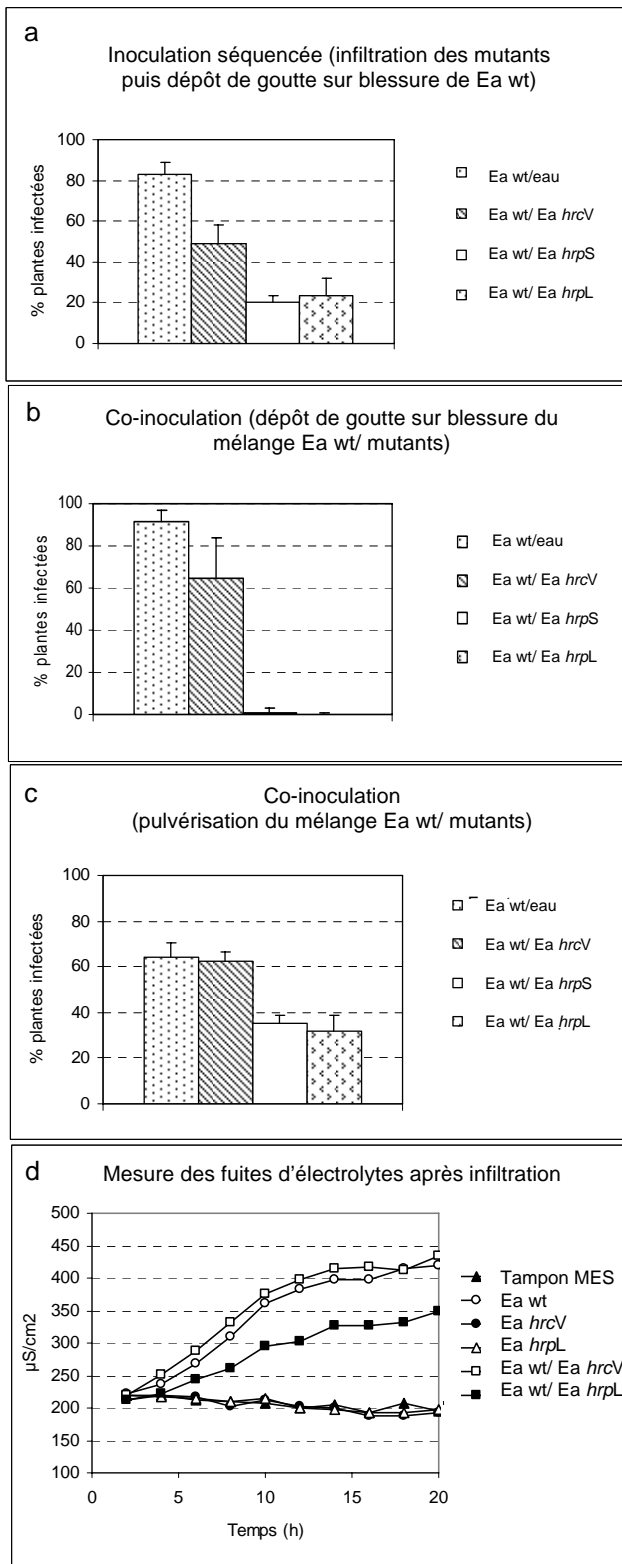 a
Inoculation séquencée (infiltration des mutants
puis dépôt de goutte sur blessure de Ea wt)
% plantes infectées
100
80
60
40
20
0
Ea wt/eau
Ea wt/ Ea hrcV
Ea wt/ Ea hrpS
Ea wt/ Ea hrpL
b
Co-inoculation (dépôt de goutte sur blessure du
mélange Ea wt/ mutants)
% plantes infectées
100
80
60
40
20
0
Ea wt/eau
Ea wt/ Ea hrcV
Ea wt/ Ea hrpS
Ea wt/ Ea hrpL
c
Co-inoculation
(pulvérisation du mélange Ea wt/ mutants)
% plantes infectées
100
80
60
40
20
0
Ea wt/eau
Ea wt/ Ea hrcV
Ea wt/ Ea hrpS
Ea wt/ Ea hrpL
d
Mesure des fuites d'électrolytes après infiltration
µS/cm2
500
450
400
350
300
250
200
150
100
0
5
10
15
20
Temps (h)
Tampon MES
Ea wt
Ea hrcV
Ea hrpL
Ea wt/ Ea hrcV
Ea wt/ Ea hrpL